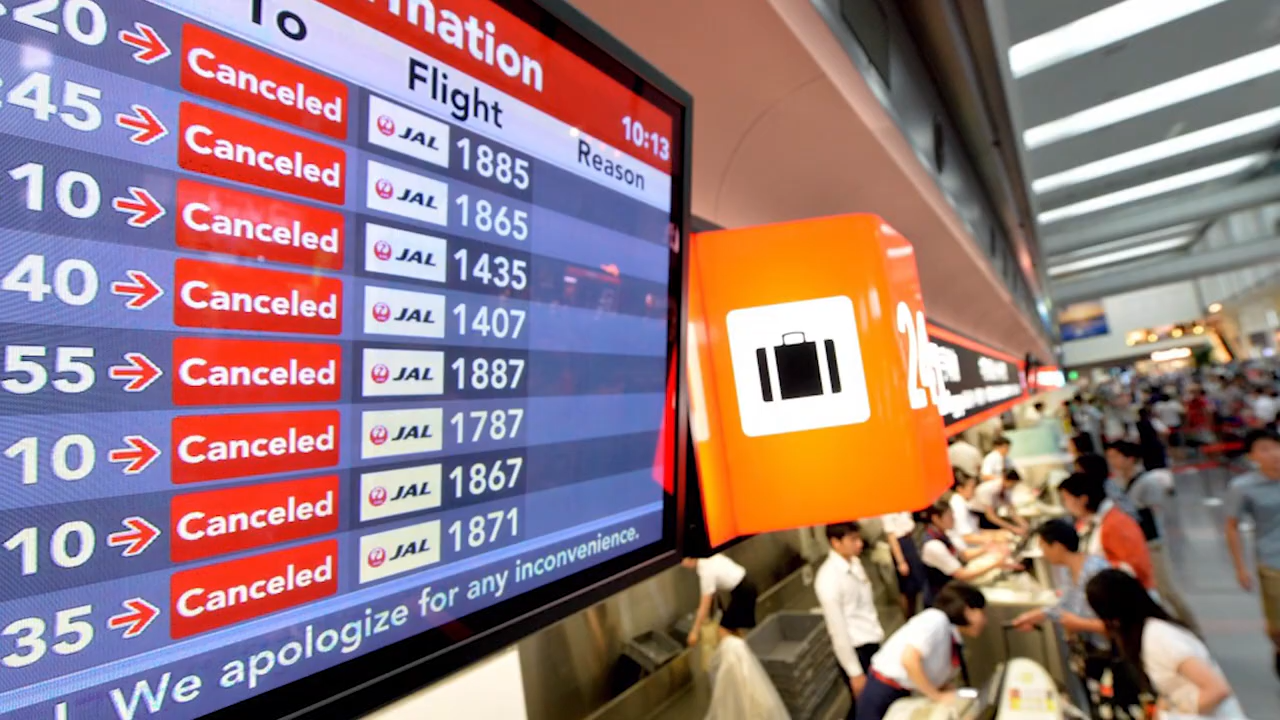 mation
To Flight 10:13
Reason
:20 Canceled JAL 1885
:45 Canceled JAL 1865
10 Canceled JAL 1435
40 Canceled JAL 1407
55 Canceled JAL 1887
10 Canceled JAL 1787
10 Canceled JAL 1867
35 Canceled JAL 1871
We apologize for any inconvenience.
24